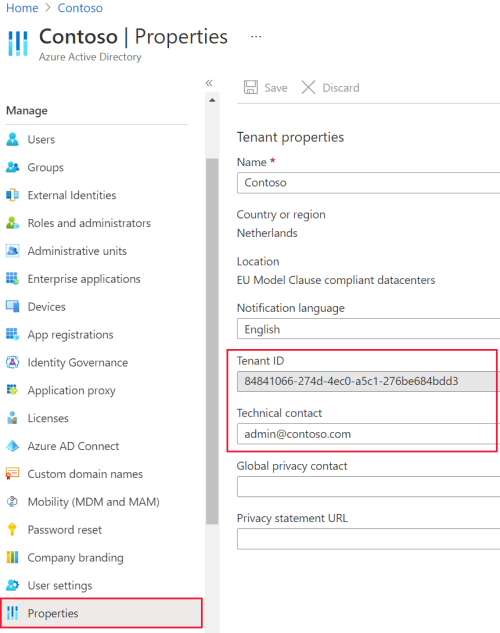 Home > Contoso
Contoso | Properties ...
Azure Active Directory
«
Manage
Users
Groups
External Identities
Roles and administrators
Administrative units
Enterprise applications
Devices
App registrations
Identity Governance
Application proxy
Licenses
Azure AD Connect
Custom domain names
Mobility (MDM and MAM)
Password reset
Company branding
User settings
Properties
Save Discard
Tenant properties
Name *
Contoso
Country or region
Netherlands
Location
EU Model Clause compliant datacenters
Notification language
English
Tenant ID
84841066-274d-4ec0-a5c1-276be684bdd3
Technical contact
admin@contoso.com
Global privacy contact
Privacy statement URL